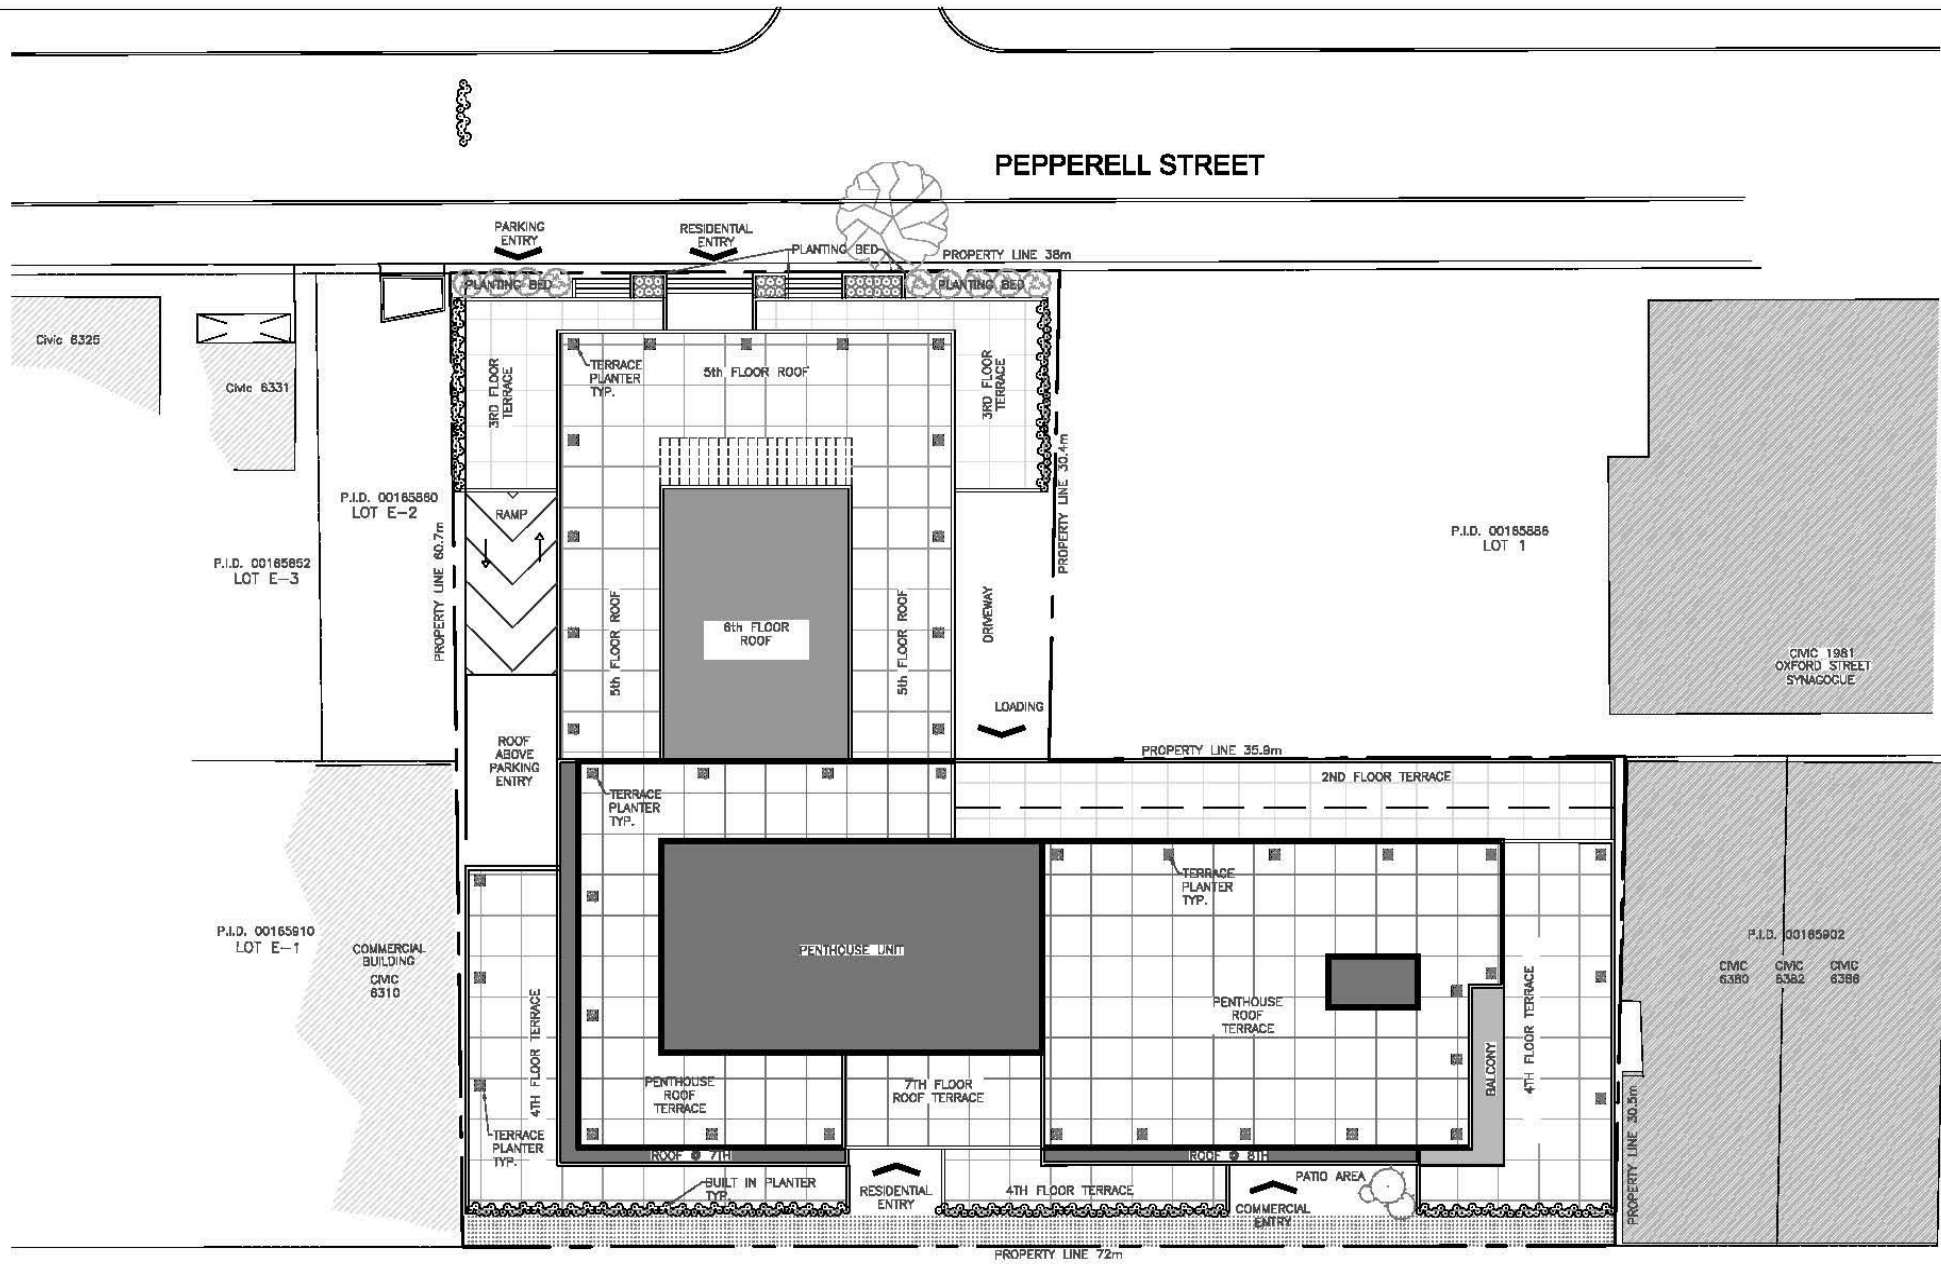 PEPPERELL STREET
PARKING
ENTRY
RESIDENTIAL
ENTRY
PLANTING BED
PROPERTY LINE 38m
PLANTING BED
PLANTING BED
Civic 6325
Civic 6331
3RD FLOOR
TERRACE
TERRACE
PLANTER
TYP.
5th FLOOR ROOF
3RD FLOOR
TERRACE
PROPERTY LINE 30.4m
P.I.D. 00165860
LOT E-2
RAMP
P.I.D. 00165852
LOT E-3
PROPERTY LINE 60.7m
P.I.D. 00165886
LOT 1
5th FLOOR ROOF
6th FLOOR
ROOF
5th FLOOR ROOF
DRIVEWAY
CIVIC 1981
OXFORD STREET
SYNAGOGUE
LOADING
ROOF
ABOVE
PARKING
ENTRY
PROPERTY LINE 35.9m
2ND FLOOR TERRACE
TERRACE
PLANTER
TYP.
TERRACE
PLANTER
TYP.
P.I.D. 00165910
LOT E-1
COMMERCIAL
BUILDING
CIVIC
6310
PENTHOUSE UNIT
P.I.D. 00165902
CIVIC
6380
CIVIC
6382
CIVIC
6386
4TH FLOOR TERRACE
PENTHOUSE
ROOF
TERRACE
4TH FLOOR TERRACE
BALCONY
PENTHOUSE
ROOF
TERRACE
7TH FLOOR
ROOF TERRACE
TERRACE
PLANTER
TYP.
ROOF @ 7TH
ROOF @ 8TH
PROPERTY LINE 30.5m
BUILT IN PLANTER
TYP.
RESIDENTIAL
ENTRY
4TH FLOOR TERRACE
PATIO AREA
COMMERCIAL
ENTRY
PROPERTY LINE 72m